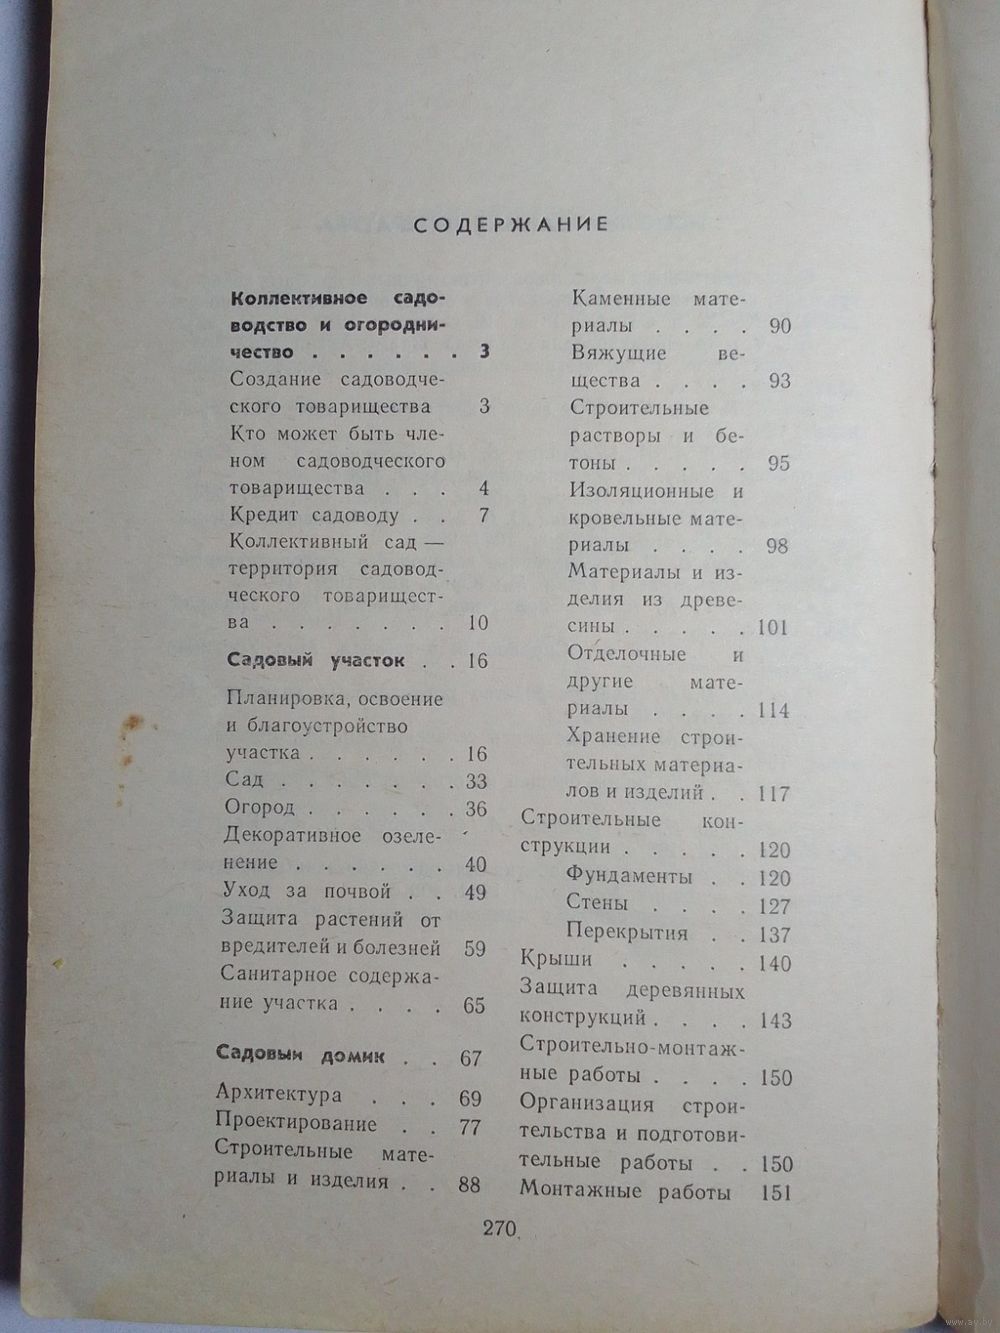 СОДЕРЖАНИЕ
Коллективное садо-
водство и огородни-
чество . . . . . . 3
Создание садоводче-
ского товарищества 3
Кто может быть чле-
ном садоводческого
товарищества . . . 4
Кредит садоводу . . 7
Коллективный сад —
территория садовод-
ческого товарищест-
ва . . . . . . . 10
Садовый участок . . 16
Планировка, освоение
и благоустройство
участка . . . . . . 16
Сад . . . . . . . 33
Огород . . . . . . 36
Декоративное озеле-
нение . . . . . . 40
Уход за почвой . . 49
Защита растений от
вредителей и болезней 59
Санитарное содержа-
ние участка . . . . 65
Садовый домик . . 67
Архитектура . . . 69
Проектирование . . 77
Строительные мате-
риалы и изделия . . 88
Каменные мате-
риалы . . . . 90
Вяжущие ве-
щества . . . . 93
Строительные
растворы и бе-
тоны . . . . . 95
Изоляционные и
кровельные мате-
риалы . . . . 98
Материалы и из-
делия из древе-
сины . . . . . 101
Отделочные и
другие мате-
риалы . . . . 114
Хранение строи-
тельных материа-
лов и изделий . . 117
Строительные кон-
струкции . . . . . 120
Фундаменты . . 120
Стены . . . . 127
Перекрытия . . 137
Крыши . . . . . 140
Защита деревянных
конструкций . . . . 143
Строительно-монтаж-
ные работы . . . . 150
Организация строи-
тельства и подготови-
тельные работы . . 150
Монтажные работы 151
270
www.ay.by